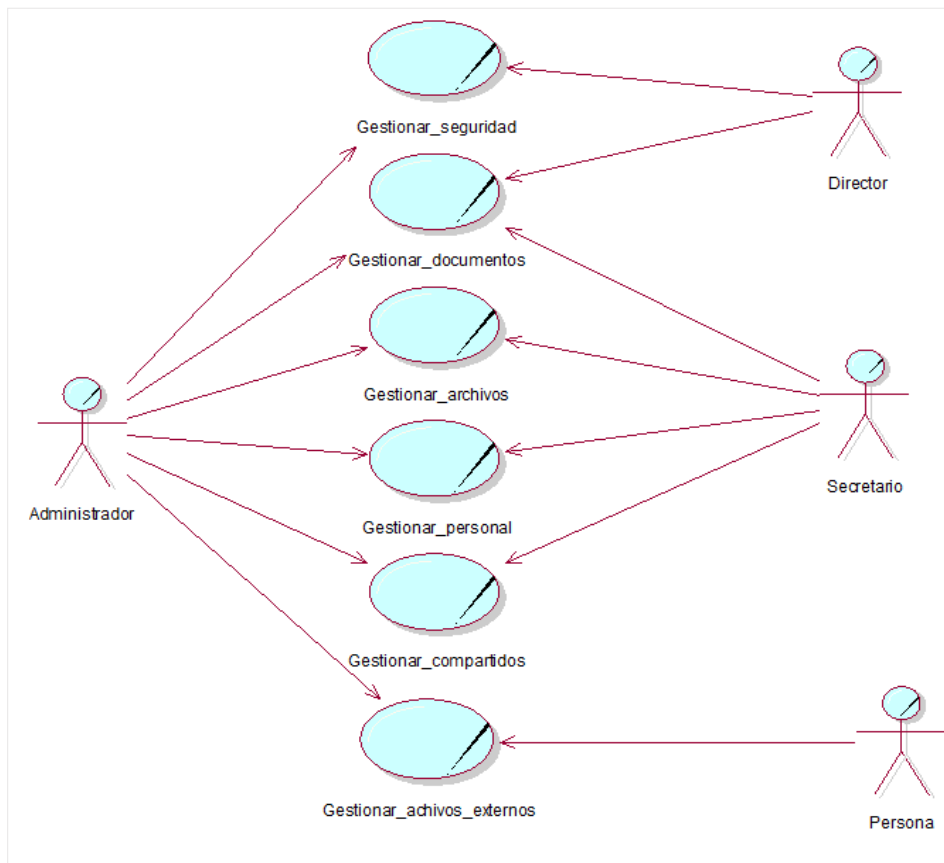 Gestionar_seguridad
Director
Gestionar_documentos
Gestionar_archivos
Secretario
Administrador
Gestionar_personal
Gestionar_compartidos
Gestionar_achivos_externos
Persona